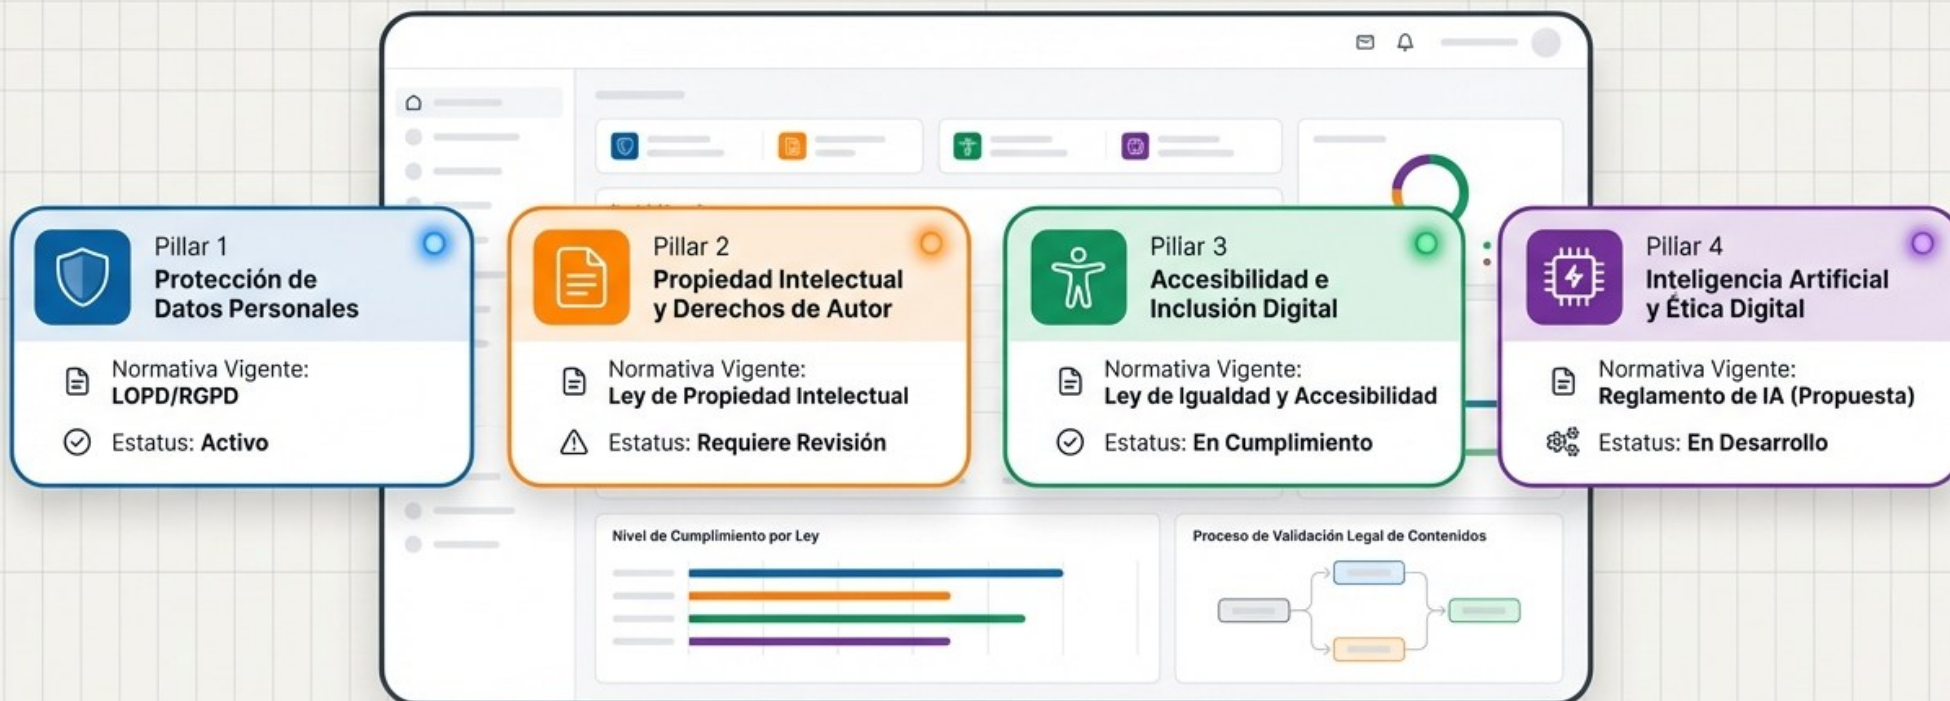 Pillar 1
Protección de
Datos Personales
Normativa Vigente:
LOPD/RGPD
Estatus: Activo
Pillar 2
Propiedad Intelectual
y Derechos de Autor
Normativa Vigente:
Ley de Propiedad Intelectual
Estatus: Requiere Revisión
Pillar 3
Accesibilidad e
Inclusión Digital
Normativa Vigente:
Ley de Igualdad y Accesibilidad
Estatus: En Cumplimiento
Pillar 4
Inteligencia Artificial
y Ética Digital
Normativa Vigente:
Reglamento de IA (Propuesta)
Estatus: En Desarrollo
Nivel de Cumplimiento por Ley
Proceso de Validación Legal de Contenidos